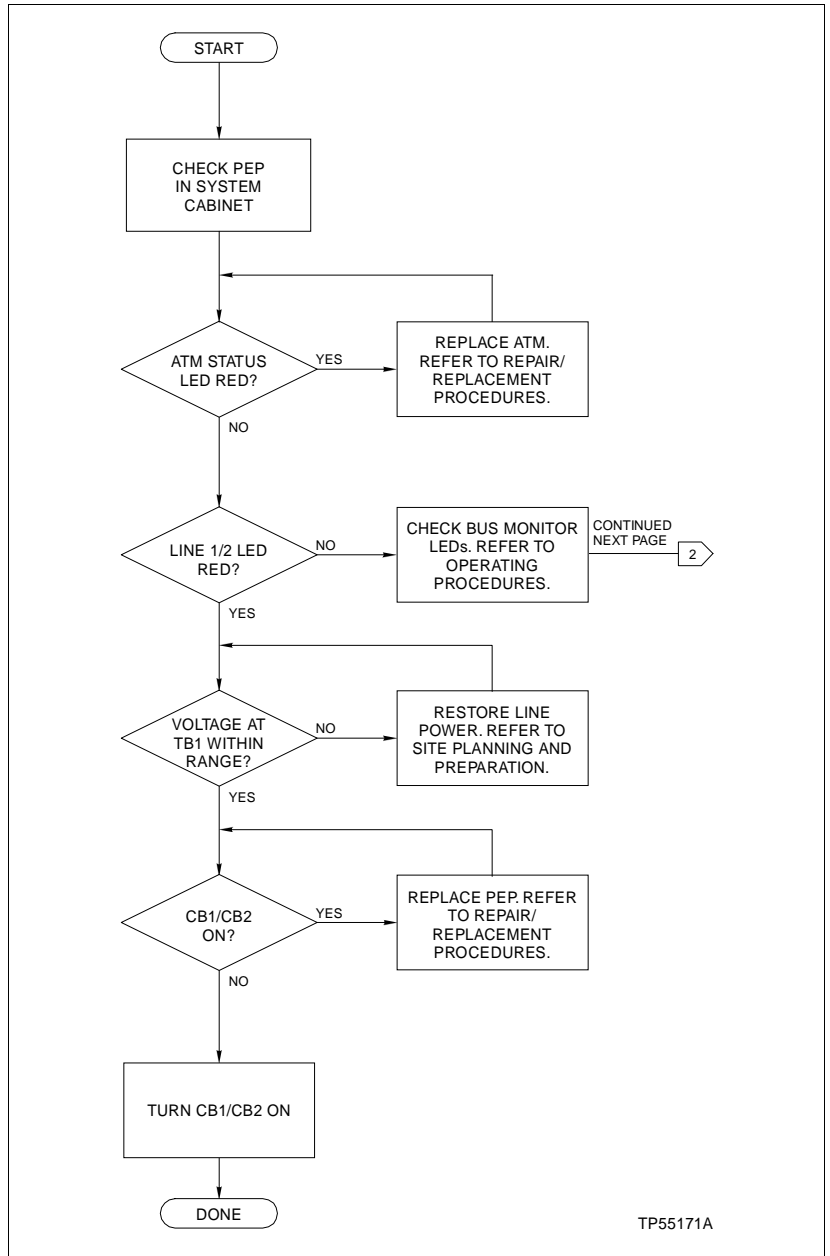 START
CHECK PEP
IN SYSTEM
CABINET
ATM STATUS
LED RED?
YES
REPLACE ATM.
REFER TO REPAIR/
REPLACEMENT
PROCEDURES.
NO
LINE 1/2 LED
RED?
NO
CHECK BUS MONITOR
LEDs. REFER TO
OPERATING
PROCEDURES.
CONTINUED
NEXT PAGE
2
YES
VOLTAGE AT
TB1 WITHIN
RANGE?
NO
RESTORE LINE
POWER. REFER TO
SITE PLANNING AND
PREPARATION.
YES
CB1/CB2
ON?
YES
REPLACE PEP. REFER
TO REPAIR/
REPLACEMENT
PROCEDURES.
NO
TURN CB1/CB2 ON
DONE
TP55171A